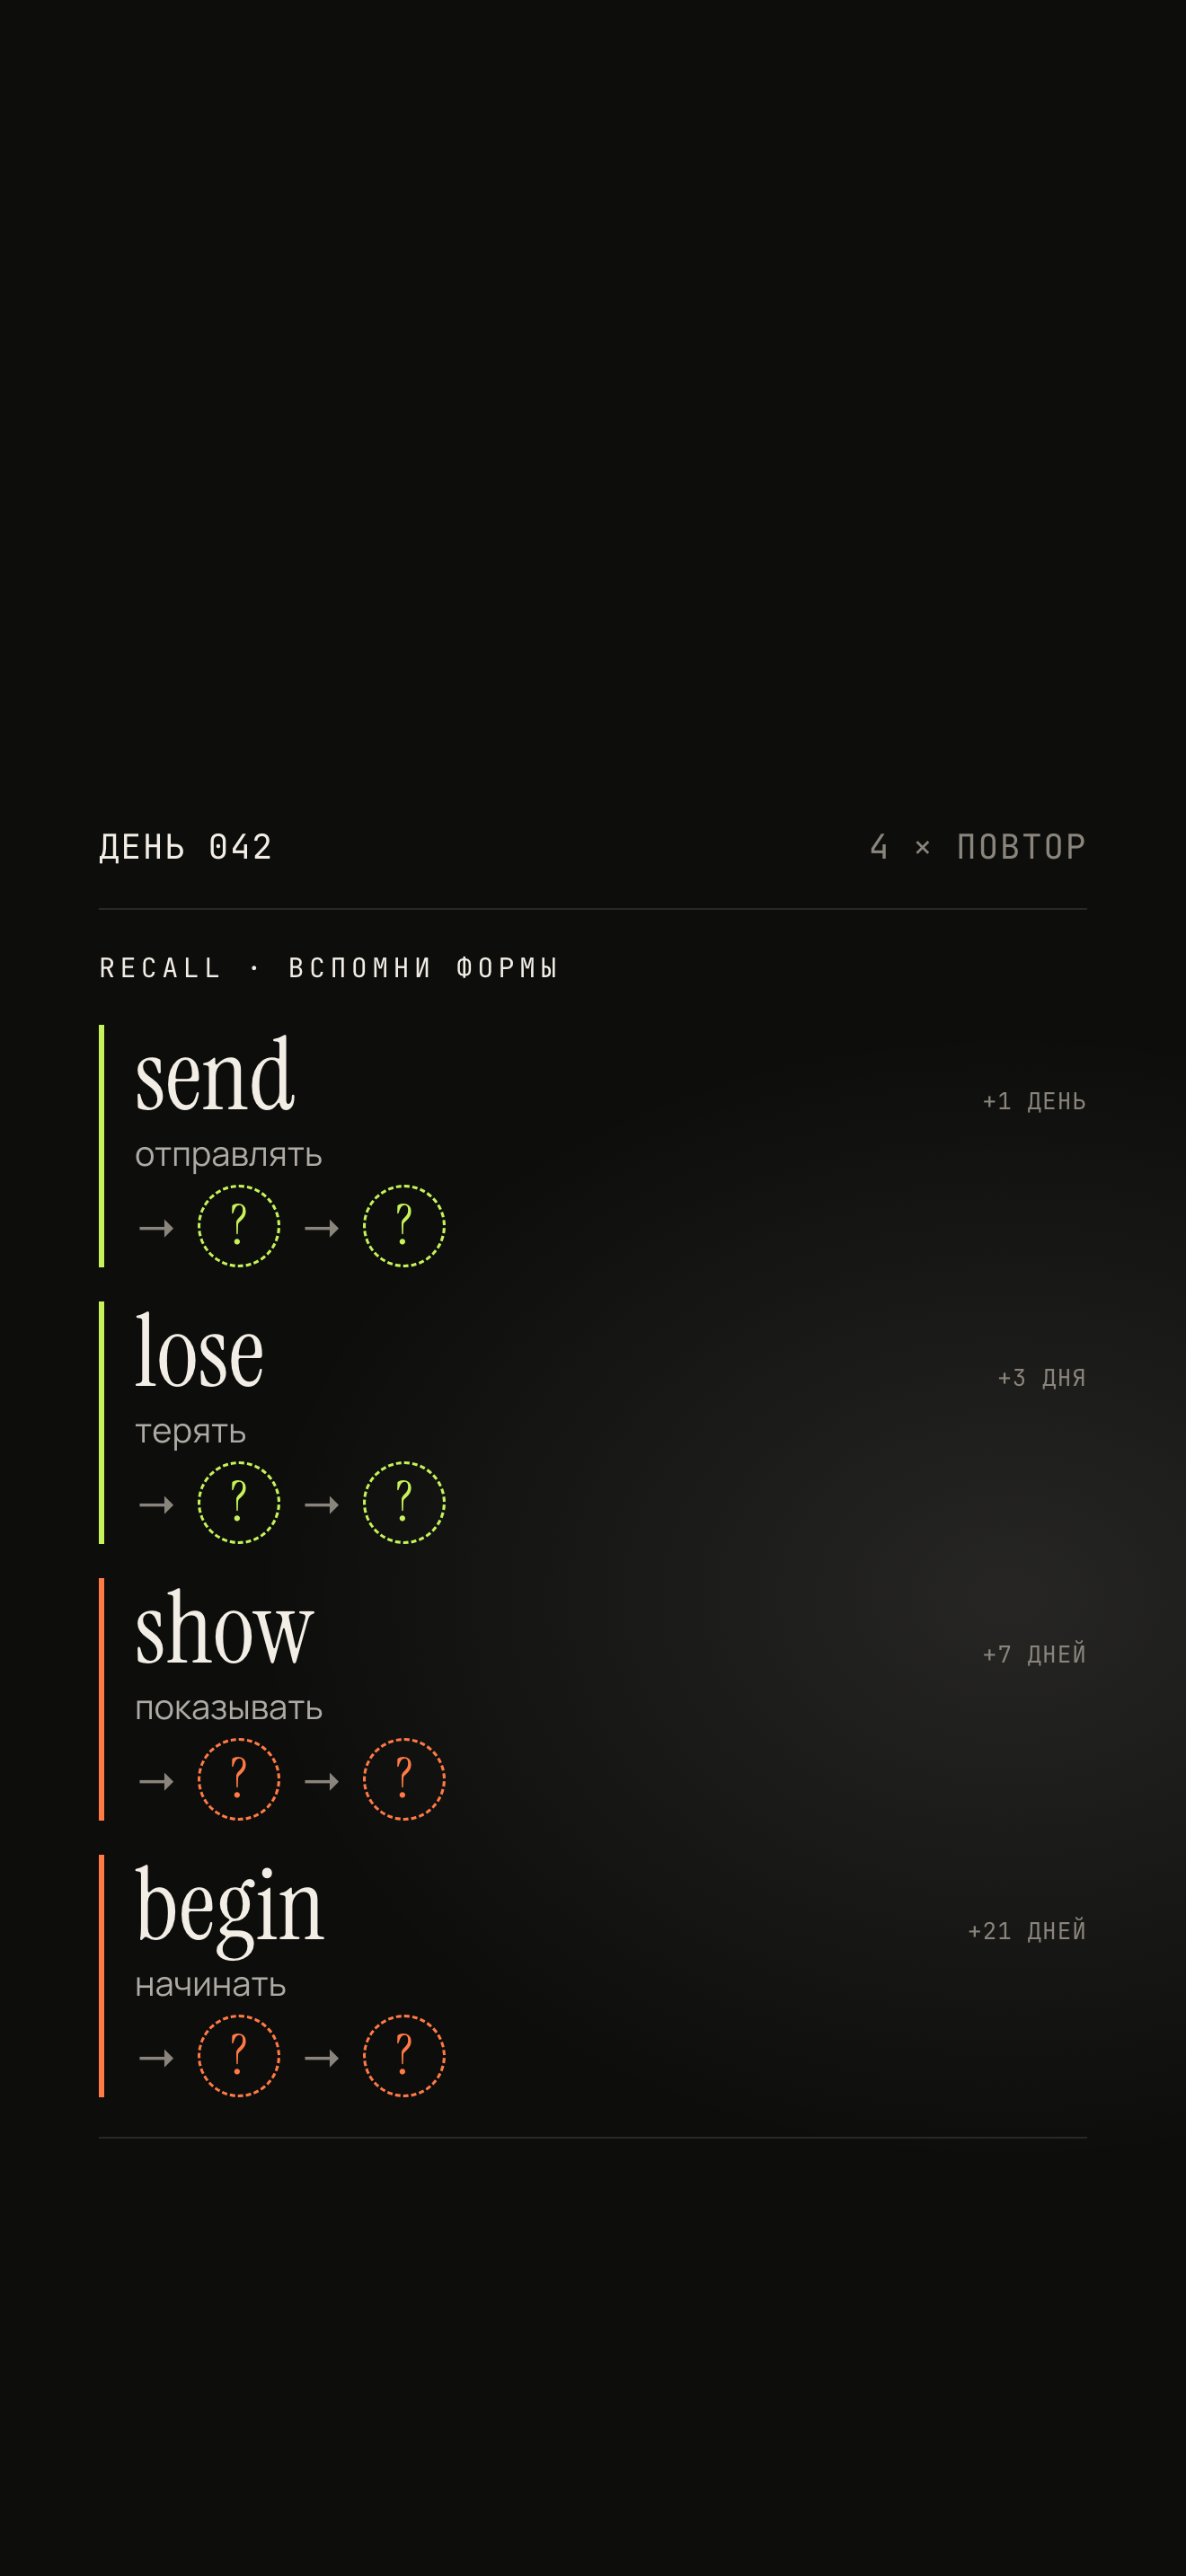 ДЕНЬ 042
4 × ПОВТОР
RECALL · ВСПОМНИ ФОРМЫ
send
+1 ДЕНЬ
отправлять
→ ? → ?
lose
+3 ДНЯ
терять
→ ? → ?
show
+7 ДНЕЙ
показывать
→ ? → ?
begin
+21 ДНЕЙ
начинать
→ ? → ?